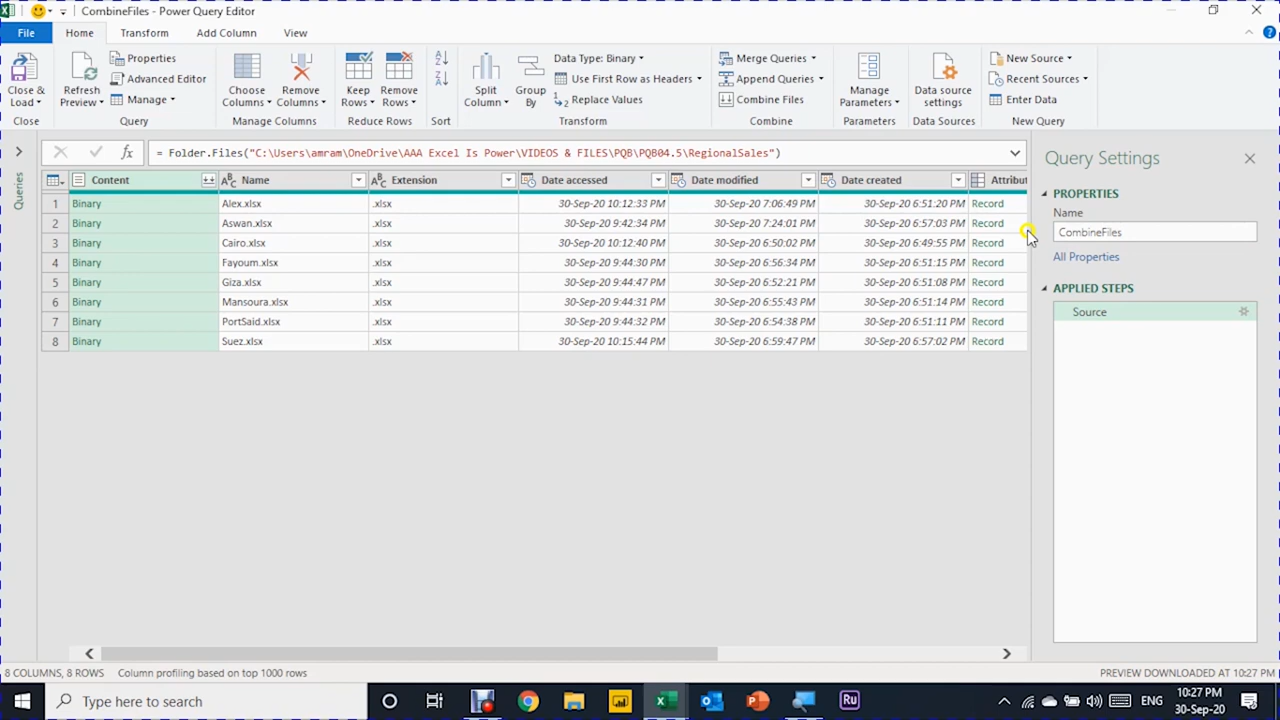 CombineFiles - Power Query Editor
File Home Transform Add Column View
Close & Load
Close
Refresh Preview
Properties
Advanced Editor
Manage
Query
Choose Columns
Remove Columns
Manage Columns
Keep Rows
Remove Rows
Reduce Rows
Sort
Split Column
Group By
Data Type: Binary
Use First Row as Headers
Replace Values
Transform
Merge Queries
Append Queries
Combine Files
Combine
Manage Parameters
Parameters
Data source settings
Data Sources
New Source
Recent Sources
Enter Data
New Query
Queries
fx = Folder.Files("C:\Users\amram\OneDrive\AAA Excel Is Power\VIDEOS & FILES\PQB\PQB04.5\RegionalSales")
Content Name Extension Date accessed Date modified Date created Attribut
1 Binary Alex.xlsx .xlsx 30-Sep-20 10:12:33 PM 30-Sep-20 7:06:49 PM 30-Sep-20 6:51:20 PM Record
2 Binary Aswan.xlsx .xlsx 30-Sep-20 9:42:34 PM 30-Sep-20 7:24:01 PM 30-Sep-20 6:57:03 PM Record
3 Binary Cairo.xlsx .xlsx 30-Sep-20 10:12:40 PM 30-Sep-20 6:50:02 PM 30-Sep-20 6:49:55 PM Record
4 Binary Fayoum.xlsx .xlsx 30-Sep-20 9:44:30 PM 30-Sep-20 6:56:34 PM 30-Sep-20 6:51:15 PM Record
5 Binary Giza.xlsx .xlsx 30-Sep-20 9:44:47 PM 30-Sep-20 6:52:21 PM 30-Sep-20 6:51:08 PM Record
6 Binary Mansoura.xlsx .xlsx 30-Sep-20 9:44:31 PM 30-Sep-20 6:55:43 PM 30-Sep-20 6:51:14 PM Record
7 Binary PortSaid.xlsx .xlsx 30-Sep-20 9:44:32 PM 30-Sep-20 6:54:38 PM 30-Sep-20 6:51:11 PM Record
8 Binary Suez.xlsx .xlsx 30-Sep-20 10:15:44 PM 30-Sep-20 6:59:47 PM 30-Sep-20 6:57:02 PM Record
Query Settings
PROPERTIES
Name
CombineFiles
All Properties
APPLIED STEPS
Source
8 COLUMNS, 8 ROWS Column profiling based on top 1000 rows PREVIEW DOWNLOADED AT 10:27 PM
Type here to search
Ru
ENG
10:27 PM
30-Sep-20